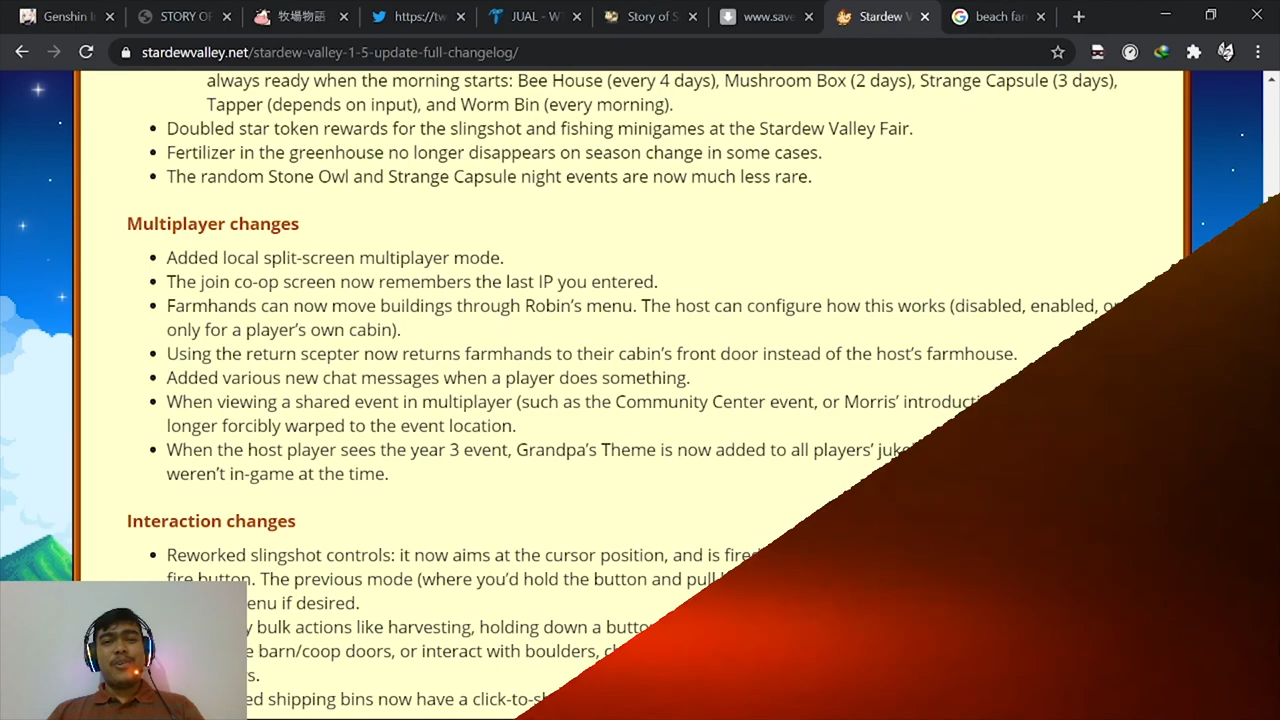 Genshin I
STORY OF
牧場物語
https://tw
JUAL - W
Story of S
www.save
Stardew V
beach far
stardewvalley.net/stardew-valley-1-5-update-full-changelog/
always ready when the morning starts: Bee House (every 4 days), Mushroom Box (2 days), Strange Capsule (3 days),
Tapper (depends on input), and Worm Bin (every morning).
• Doubled star token rewards for the slingshot and fishing minigames at the Stardew Valley Fair.
• Fertilizer in the greenhouse no longer disappears on season change in some cases.
• The random Stone Owl and Strange Capsule night events are now much less rare.
Multiplayer changes
• Added local split-screen multiplayer mode.
• The join co-op screen now remembers the last IP you entered.
• Farmhands can now move buildings through Robin’s menu. The host can configure how this works (disabled, enabled, or
only for a player’s own cabin).
• Using the return scepter now returns farmhands to their cabin’s front door instead of the host’s farmhouse.
• Added various new chat messages when a player does something.
• When viewing a shared event in multiplayer (such as the Community Center event, or Morris’
longer forcibly warped to the event location.
• When the host player sees the year 3 event, Grandpa’s Theme is now added to all players’
weren’t in-game at the time.
Interaction changes
• Reworked slingshot controls: it now aims at the cursor position, and is fired
fire button. The previous mode (where you’d hold the button and pull
enu if desired.
bulk actions like harvesting, holding down a button
barn/coop doors, or interact with boulders,
s.
ed shipping bins now have a click-to-